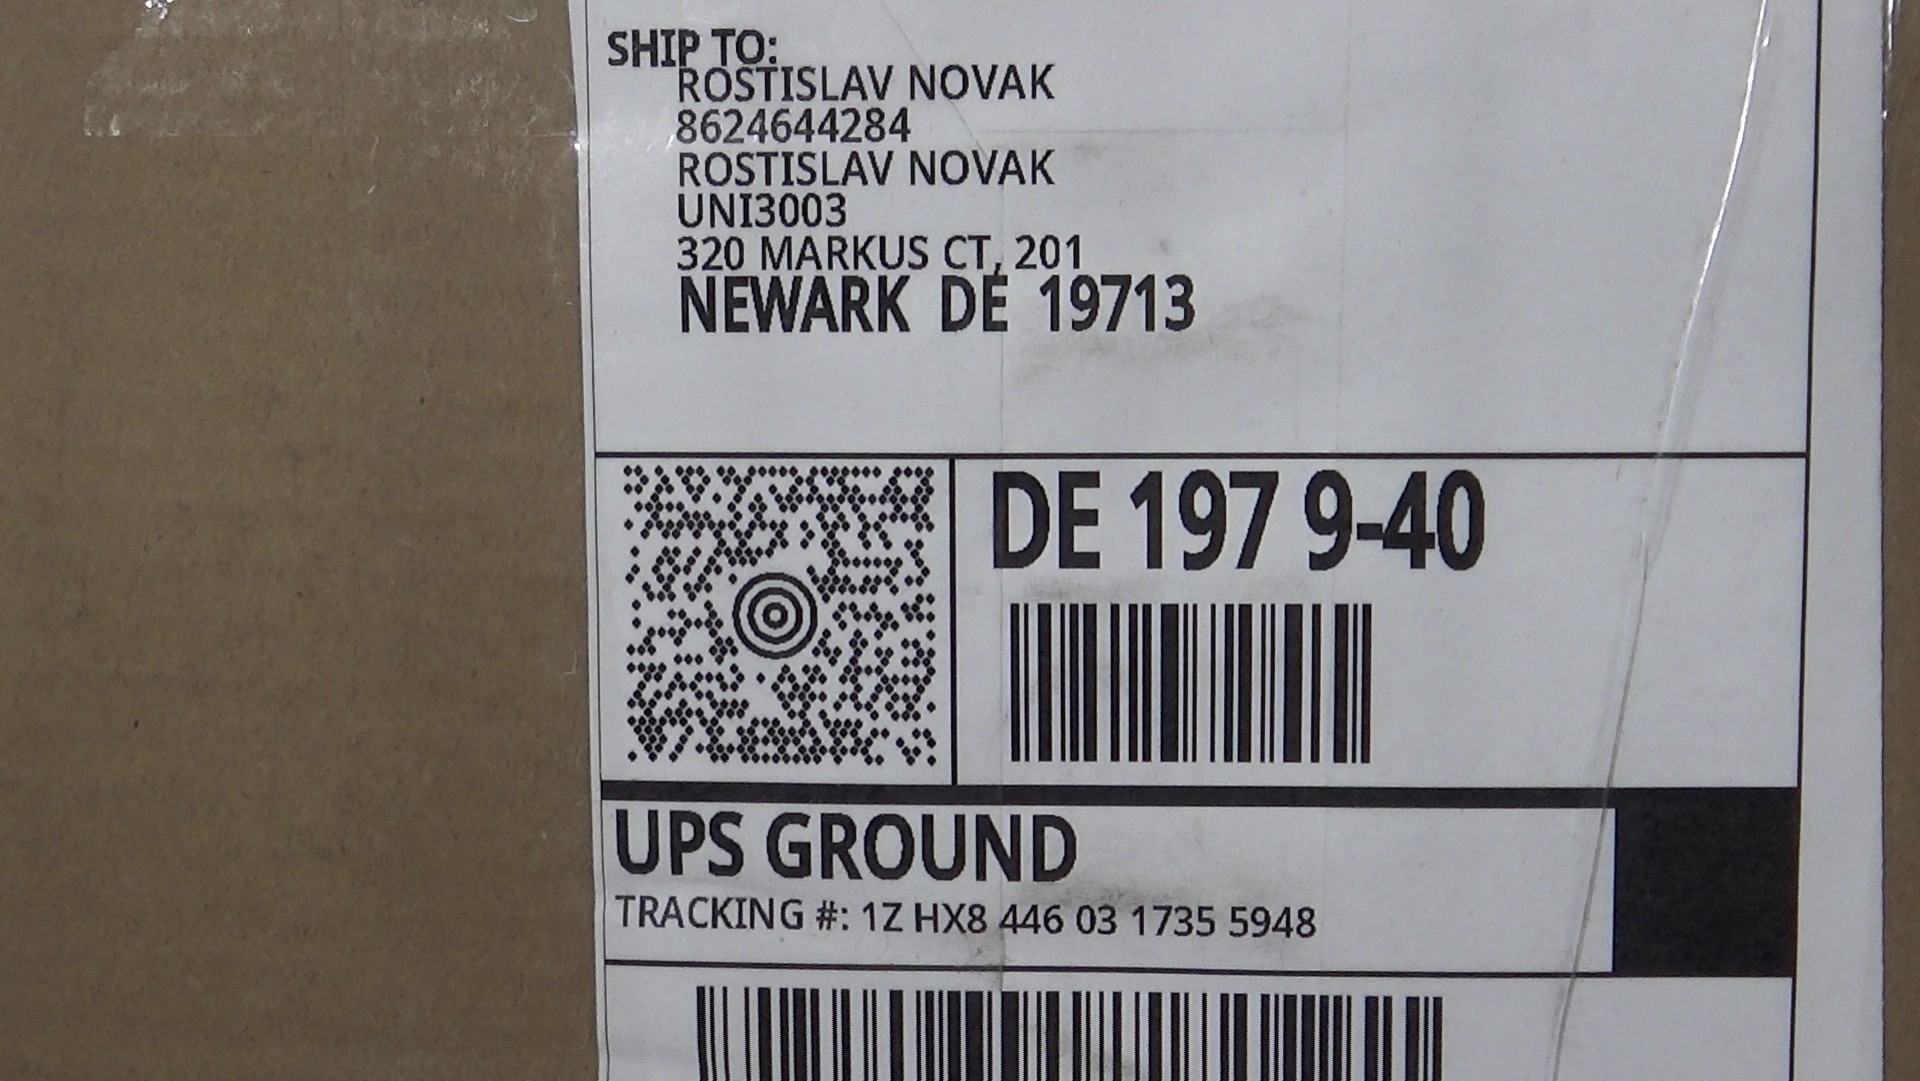 SHIP TO:
ROSTISLAV NOVAK
8624644284
ROSTISLAV NOVAK
UNI3003
320 MARKUS CT, 201
NEWARK DE 19713
DE 197 9-40
UPS GROUND
TRACKING #: 1Z HX8 446 03 1735 5948